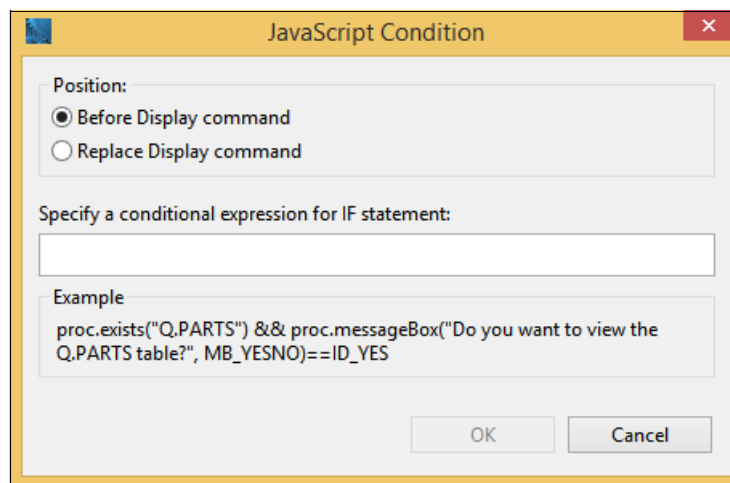 JavaScript Condition
Position:
Before Display command
Replace Display command
Specify a conditional expression for IF statement:
Example
proc.exists("Q.PARTS") && proc.messageBox("Do you want to view the
Q.PARTS table?", MB_YESNO)==ID_YES
OK
Cancel